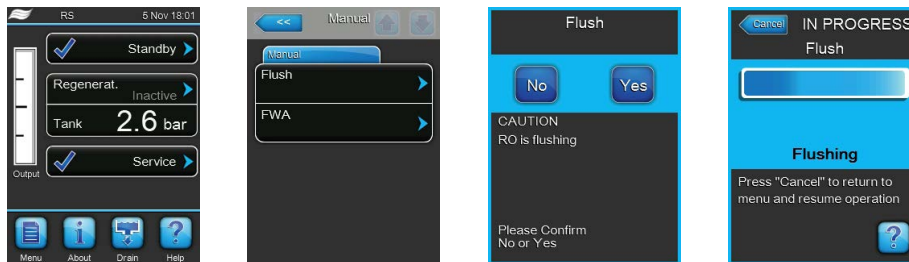 RS 5 Nov 18:01
Standby
Regenerat.
Inactive
Tank 2.6 bar
Service
Output
Menu About Drain Help
<< Manual
Manual
Flush
FWA
Flush
No Yes
CAUTION
RO is flushing
Please Confirm
No or Yes
Cancel IN PROGRESS
Flush
Flushing
Press "Cancel" to return to
menu and resume operation
?